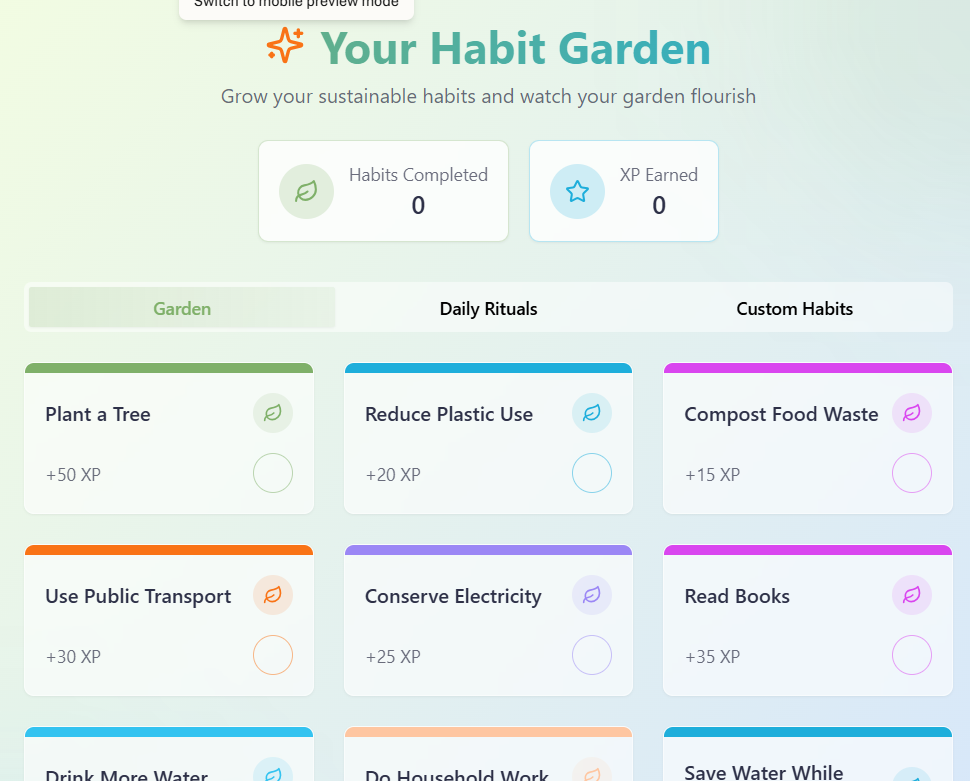 Switch to mobile preview mode
Your Habit Garden
Grow your sustainable habits and watch your garden flourish
Habits Completed
0
XP Earned
0
Garden
Daily Rituals
Custom Habits
Plant a Tree
+50 XP
Reduce Plastic Use
+20 XP
Compost Food Waste
+15 XP
Use Public Transport
+30 XP
Conserve Electricity
+25 XP
Read Books
+35 XP
Drink More Water
Do Household Work
Save Water While